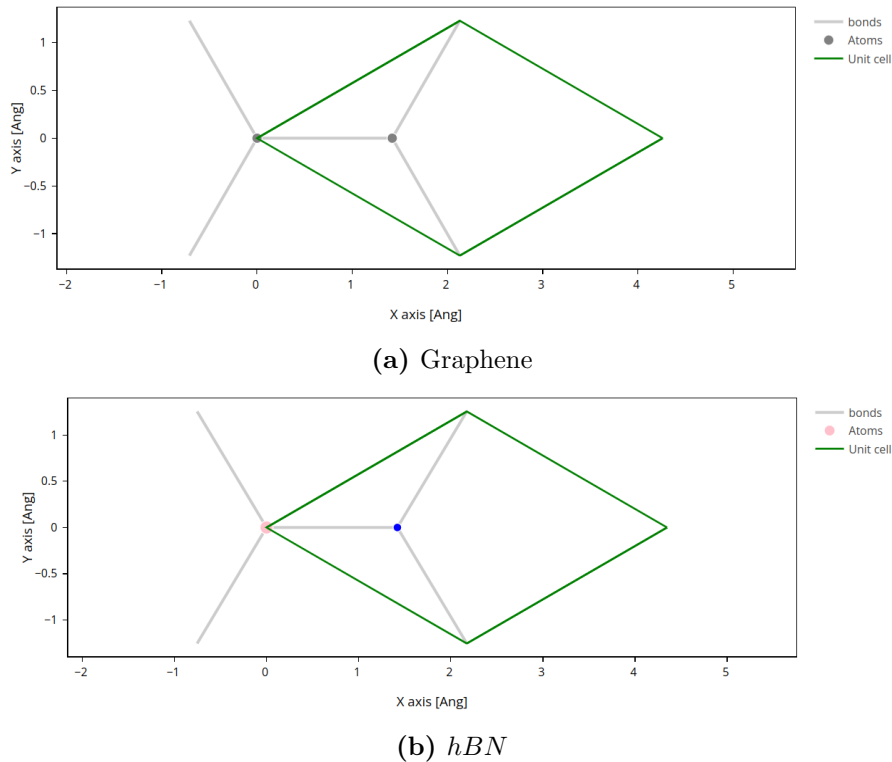 bonds
Atoms
Unit cell
Y axis [Ang]
1
0.5
0
−0.5
−1
−2
−1
0
1
2
3
4
5
X axis [Ang]
(a) Graphene
bonds
Atoms
Unit cell
Y axis [Ang]
1
0.5
0
−0.5
−1
−2
−1
0
1
2
3
4
5
X axis [Ang]
(b) hBN